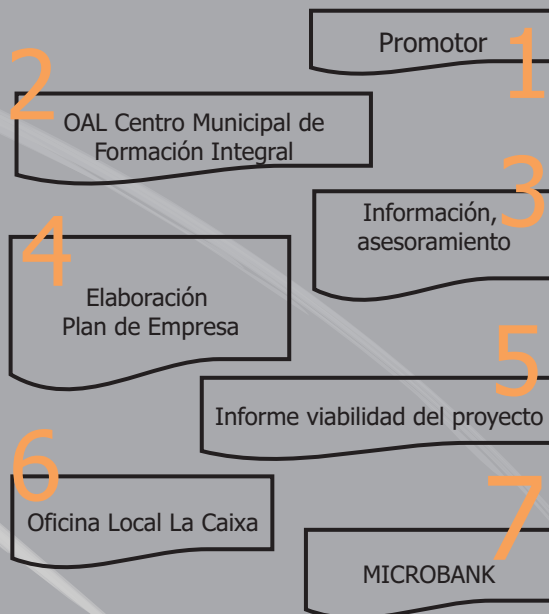 1
Promotor
2
OAL Centro Municipal de
Formación Integral
3
Información,
asesoramiento
4
Elaboración
Plan de Empresa
5
Informe viabilidad del proyecto
6
Oficina Local La Caixa
7
MICROBANK